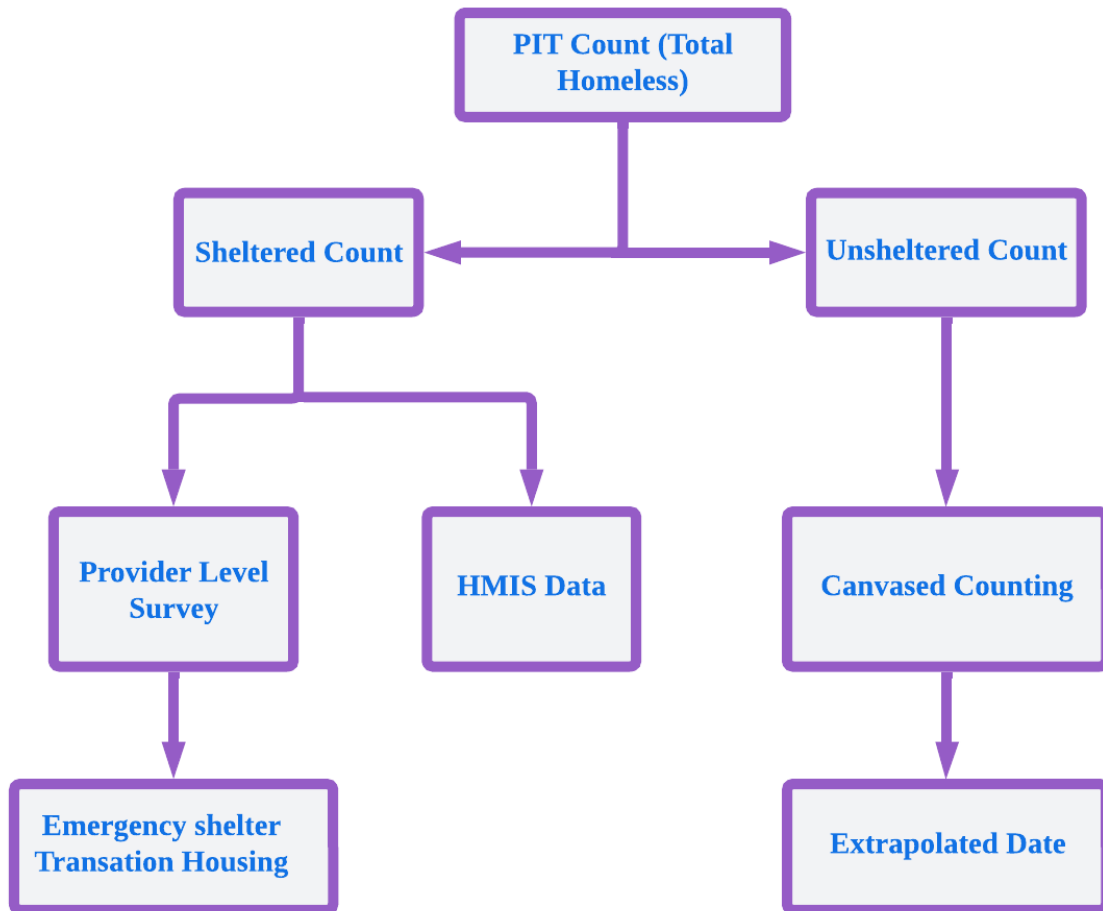 PIT Count (Total
Homeless)
Sheltered Count
Unsheltered Count
Provider Level
Survey
HMIS Data
Canvased Counting
Emergency shelter
Transation Housing
Extrapolated Date